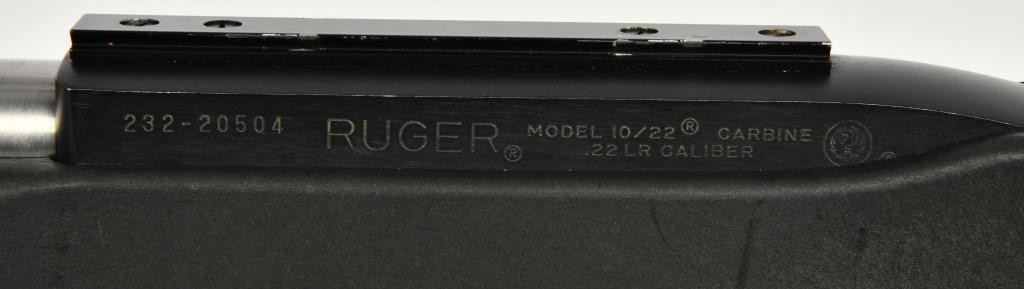 232-20504 RUGER® MODEL 10/22® CARBINE ®
.22 LR CALIBER